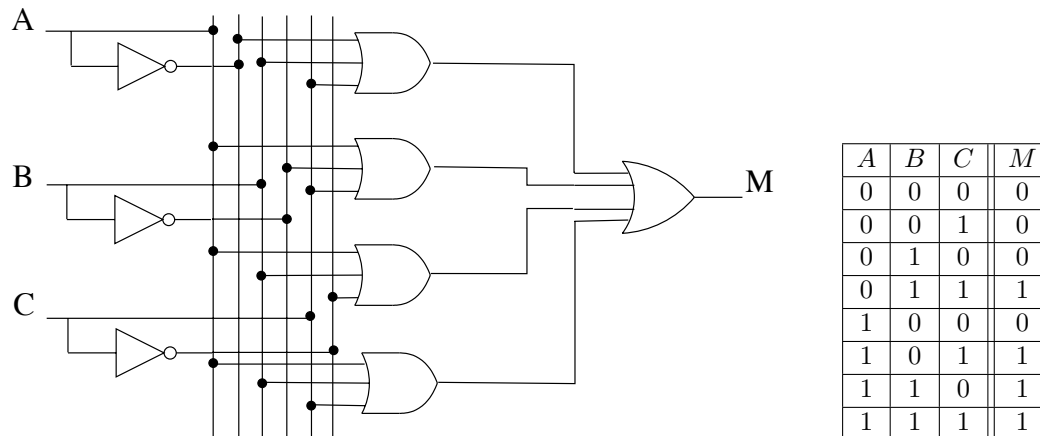 A
B
C
M
A B C M
0 0 0 0
0 0 1 0
0 1 0 0
0 1 1 1
1 0 0 0
1 0 1 1
1 1 0 1
1 1 1 1